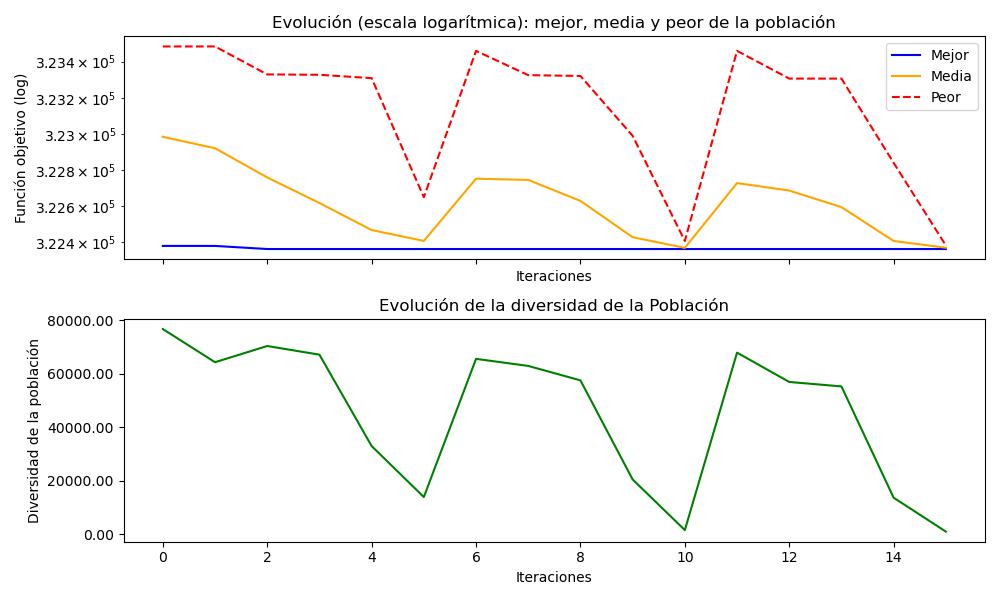 Evolución (escala logarítmica): mejor, media y peor de la población
Función objetivo (log)
3.234 × 10⁵
3.232 × 10⁵
3.23 × 10⁵
3.228 × 10⁵
3.226 × 10⁵
3.224 × 10⁵
Mejor
Media
Peor
Iteraciones
Evolución de la diversidad de la Población
Diversidad de la población
80000.00
60000.00
40000.00
20000.00
0.00
0 2 4 6 8 10 12 14
Iteraciones